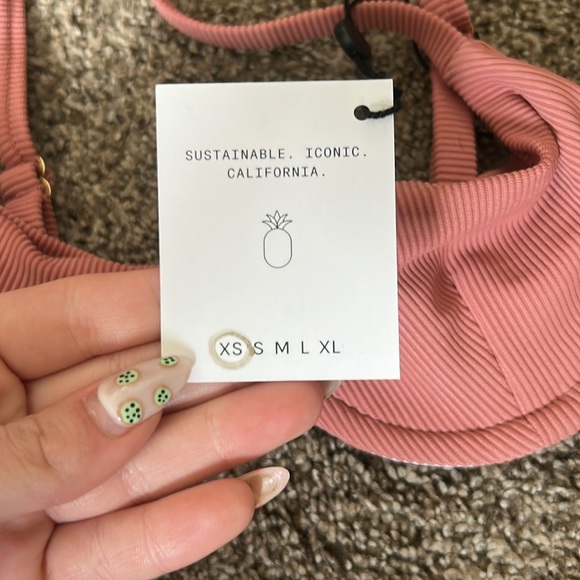 SUSTAINABLE. ICONIC.
CALIFORNIA.
XS S M L XL